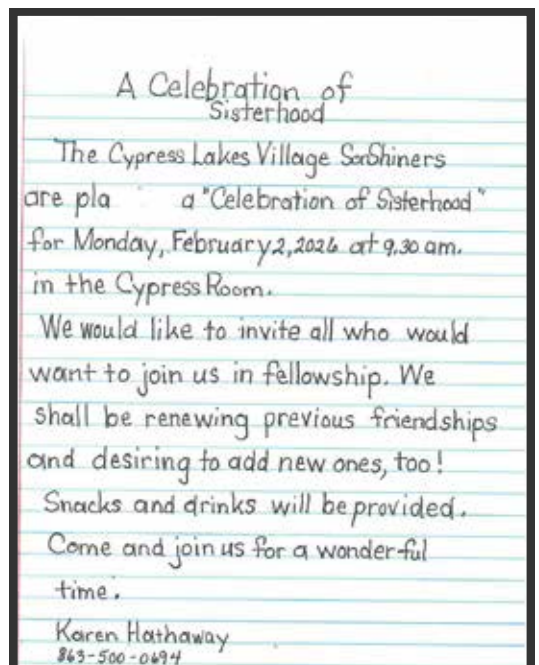 A Celebration of
Sisterhood
The Cypress Lakes Village SonShiners
are pla a "Celebration of Sisterhood"
for Monday, February 2, 2026 at 9.30 am.
in the Cypress Room.
We would like to invite all who would
want to join us in fellowship. We
shall be renewing previous friendships
and desiring to add new ones, too!
Snacks and drinks will be provided.
Come and join us for a wonderful
time.
Karen Hathaway
863-500-0694